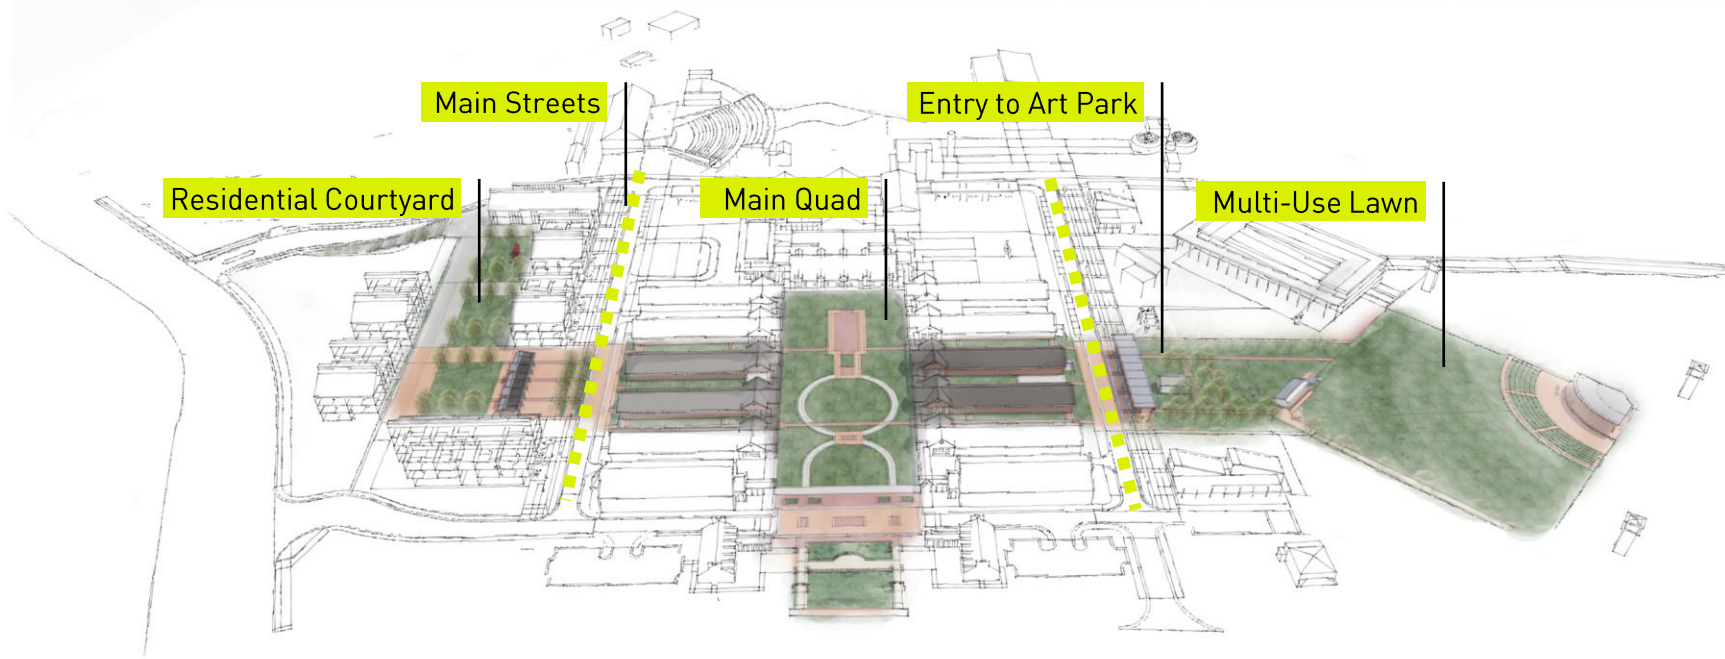 Main Streets
Entry to Art Park
Residential Courtyard
Main Quad
Multi-Use Lawn